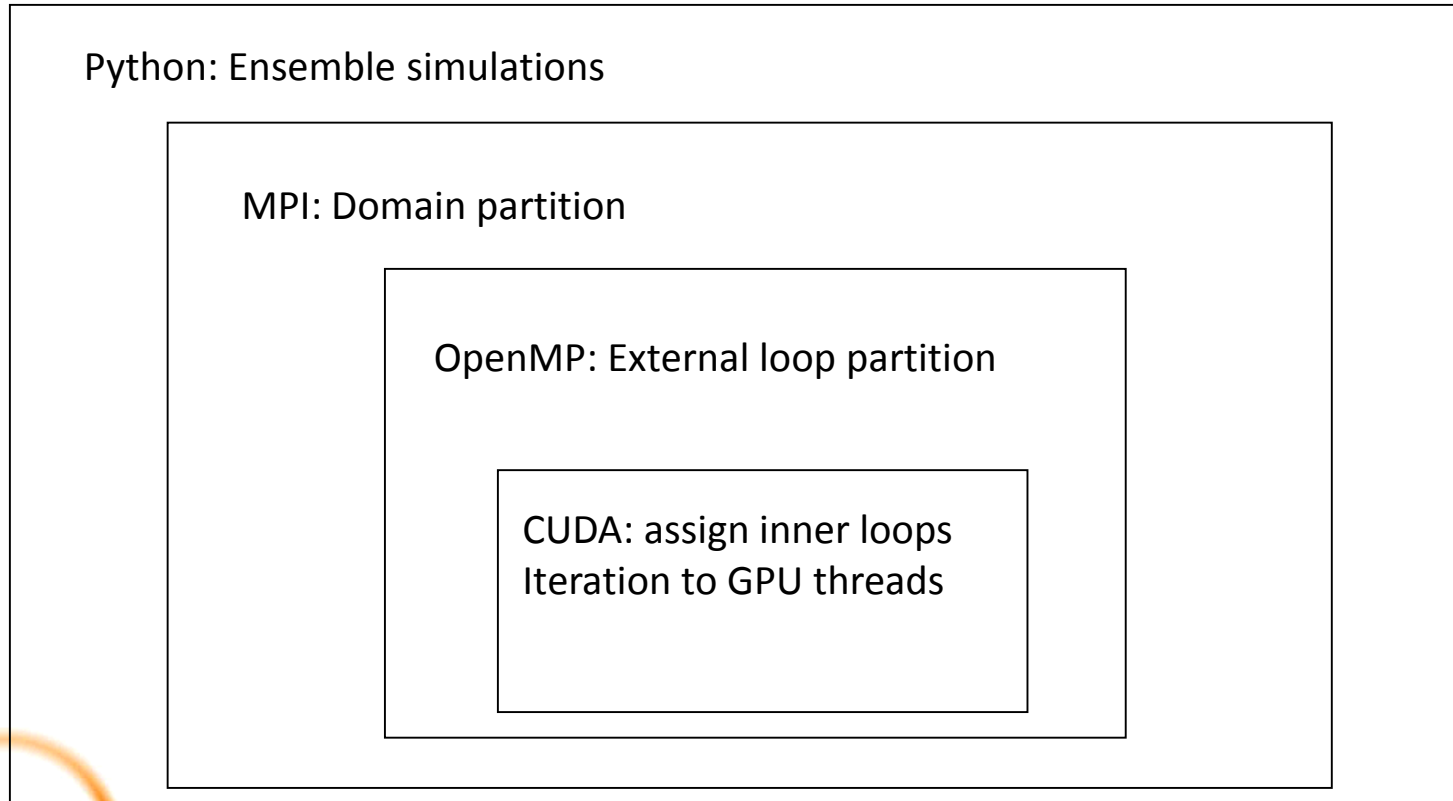 Python: Ensemble simulations
MPI: Domain partition
OpenMP: External loop partition
CUDA: assign inner loops
Iteration to GPU threads